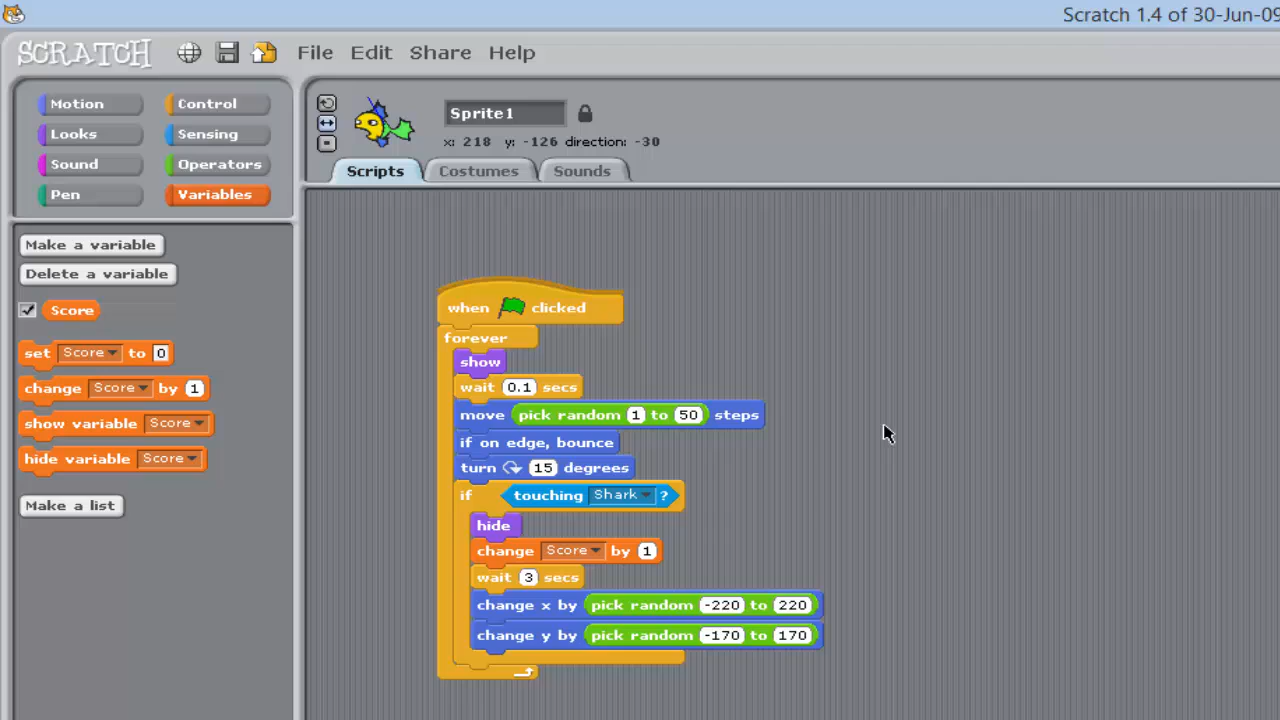 Scratch 1.4 of 30-Jun-09
SCRATCH File Edit Share Help
Motion Control
Looks Sensing
Sound Operators
Pen Variables
Make a variable
Delete a variable
Score
set Score to 0
change Score by 1
show variable Score
hide variable Score
Make a list
Sprite1
x: 218 y: -126 direction: -30
Scripts Costumes Sounds
when clicked
forever
show
wait 0.1 secs
move pick random 1 to 50 steps
if on edge, bounce
turn 15 degrees
if touching Shark ?
hide
change Score by 1
wait 3 secs
change x by pick random -220 to 220
change y by pick random -170 to 170